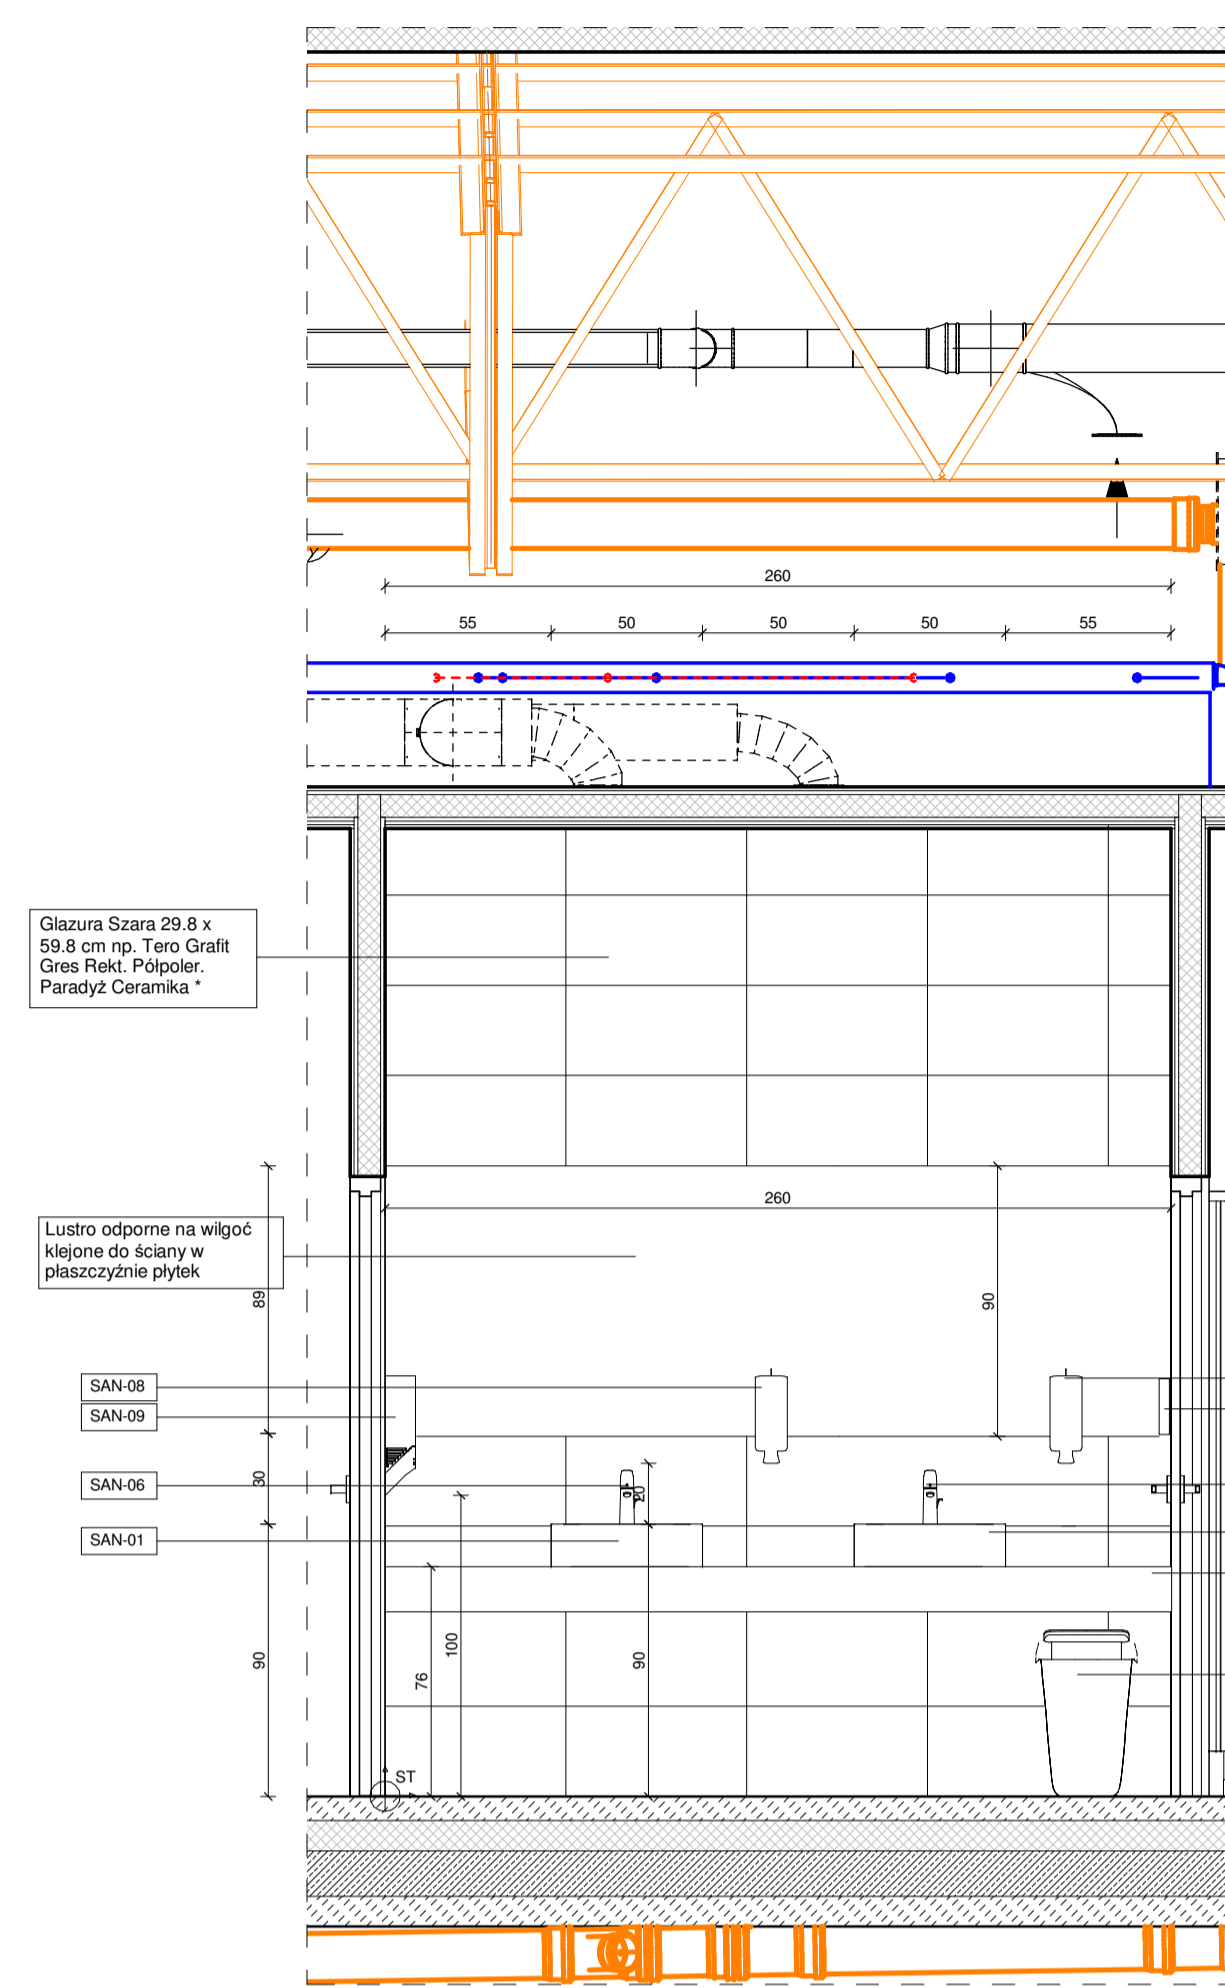 260
55
50
50
50
55
Glazura Szara 29.8 x
59.8 cm np. Tero Grafit
Gres Rekt. Półpoler.
Paradyż Ceramika *
260
Lustro odporne na wilgoć
klejone do ściany w
płaszczyźnie płytek
89
90
SAN-08
SAN-09
SAN-06
30
20
SAN-01
100
90
76
90
ST